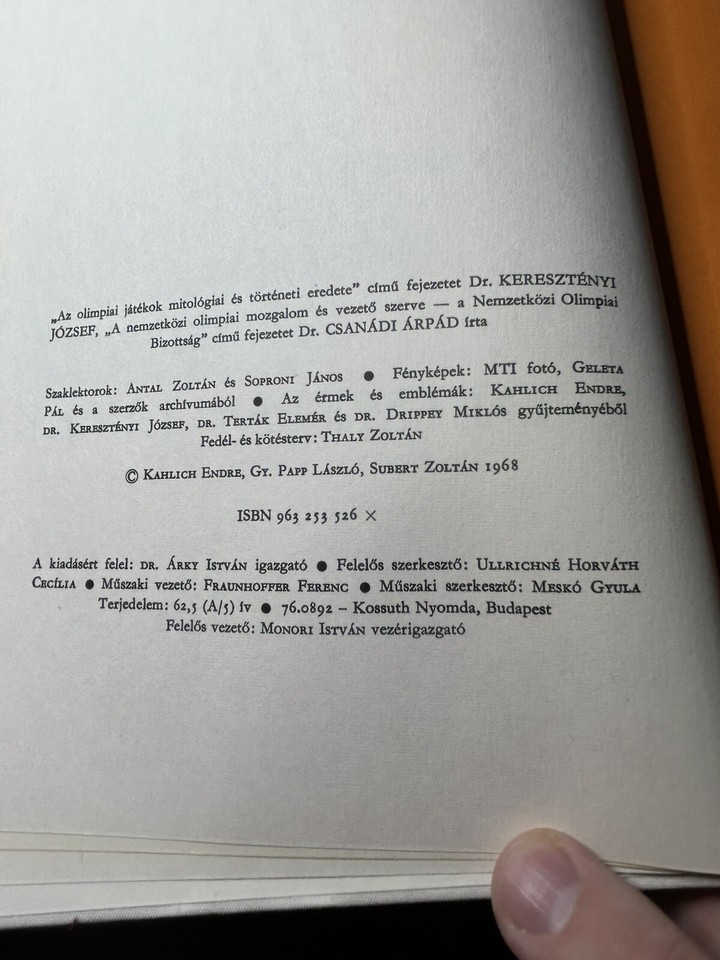 „Az olimpiai játékok mitológiai és történeti eredete” című fejezetet Dr. KERESZTÉNYI
JÓZSEF, „A nemzetközi olimpiai mozgalom és vezető szerve — a Nemzetközi Olimpiai
Bizottság” című fejezetet Dr. CSANÁDI ÁRPÁD írta
Szaklektorok: ANTAL ZOLTÁN és SOPRONI JÁNOS ● Fényképek: MTI fotó, GELETA
PÁL és a szerzők archívumából ● Az érmek és emblémák: KAHLICH ENDRE,
DR. KERESZTÉNYI JÓZSEF, DR. TERTÁK ELEMÉR és DR. DRIPPEY MIKLÓS gyűjteményéből
Fedél- és kötésterv: THALY ZOLTÁN
© KAHLICH ENDRE, GY. PAPP LÁSZLÓ, SUBERT ZOLTÁN 1968
ISBN 963 253 526 ×
A kiadásért felel: DR. ÁRKY ISTVÁN igazgató ● Felelős szerkesztő: ULLRICHNÉ HORVÁTH
CECÍLIA ● Műszaki vezető: FRAUNHOFFER FERENC ● Műszaki szerkesztő: MESKÓ GYULA
Terjedelem: 62,5 (A/5) ív ● 76.0892 – Kossuth Nyomda, Budapest
Felelős vezető: MONORI ISTVÁN vezérigazgató